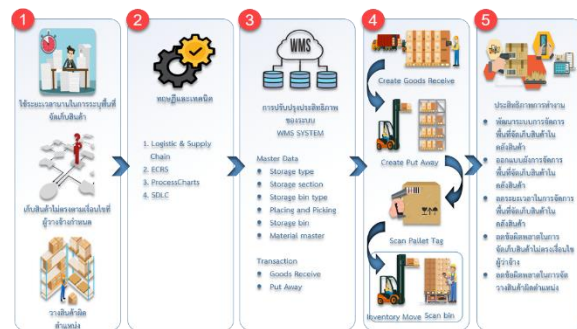 1
ใช้ระยะเวลานานในการระบุพื้นที่
จัดเก็บสินค้า
เก็บสินค้าไม่ตรงตามเงื่อนไขที่
ผู้วางจ้างกำหนด
วางสินค้าผิด
ตำแหน่ง
2
ทฤษฎีและเทคนิค
1. Logistic & Supply
Chain
2. ECRS
3. ProcessCharts
4. SDLC
3
WMS
การปรับปรุงประสิทธิภาพ
ของระบบ
WMS SYSTEM
Master Data
Storage type
Storage section
Storage bin type
Placing and Picking
Storage bin
Material master
Transaction
Goods Receive
Put Away
4
Create Goods Receive
Create Put Away
Scan Pallet Tag
Inventory Move
Scan bin
5
ประสิทธิภาพการทำงาน
พัฒนาระบบการจัดการ
พื้นที่จัดเก็บสินค้าใน
คลังสินค้า
ออกแบบผังการจัดการ
พื้นที่จัดเก็บสินค้าใน
คลังสินค้า
ลดระยะเวลาในการจัดการ
พื้นที่จัดเก็บสินค้าใน
คลังสินค้า
ลดข้อผิดพลาดในการ
จัดเก็บสินค้าไม่ตรงเงื่อนไข
ผู้ว่าจ้าง
ลดข้อผิดพลาดในการจัด
วางสินค้าผิดตำแหน่ง